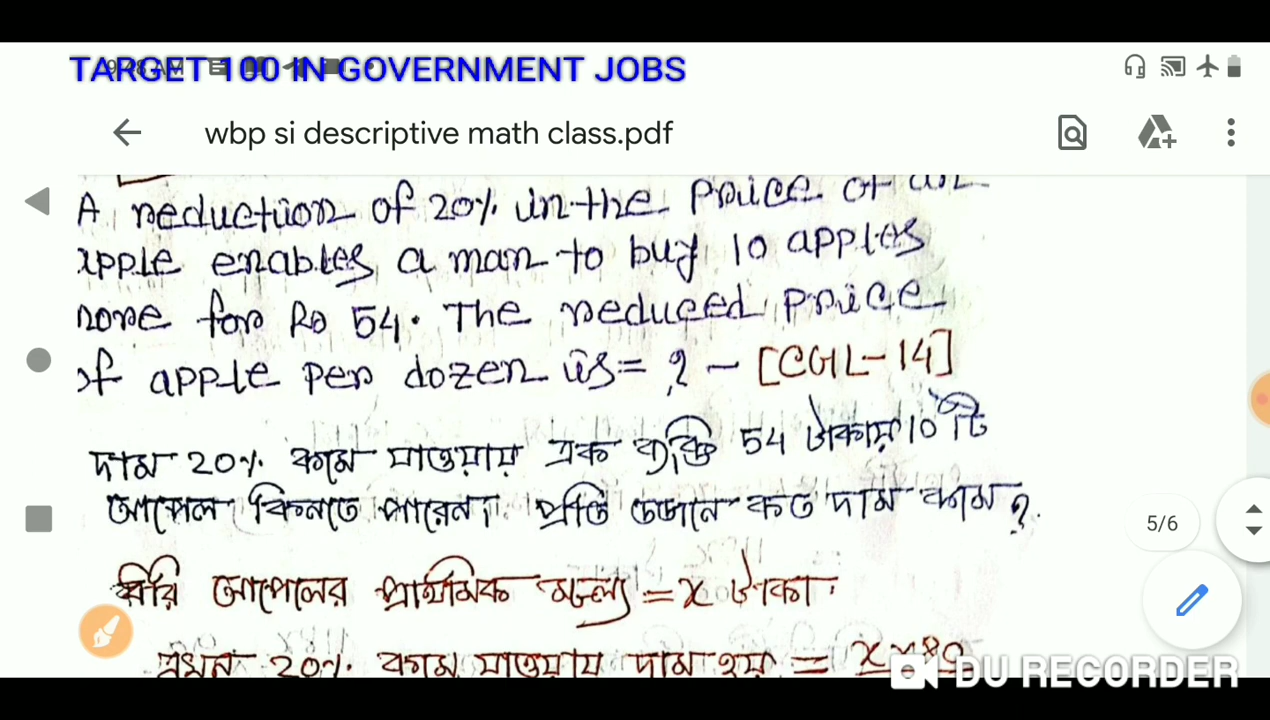 TARGET 100 IN GOVERNMENT JOBS
wbp si descriptive math class.pdf
A reduction of 20% in the Price of an
apple enables a man to buy 10 apples
more for Rs 54. The reduced price
of apple per dozen is = ? - [CGL-14]
দাম 20% কমে যাওয়ায় এক ব্যক্তি 54 টাকায় 10 টি
আপেল কিনতে পারেন। প্রতি ডজনে কত দাম কমে ?
5/6
ধরি আপেলের প্রাথমিক মূল্য = x টাকা
এখন 20% কমে যাওয়ায় দাম হয় = x×80
DU RECORDER